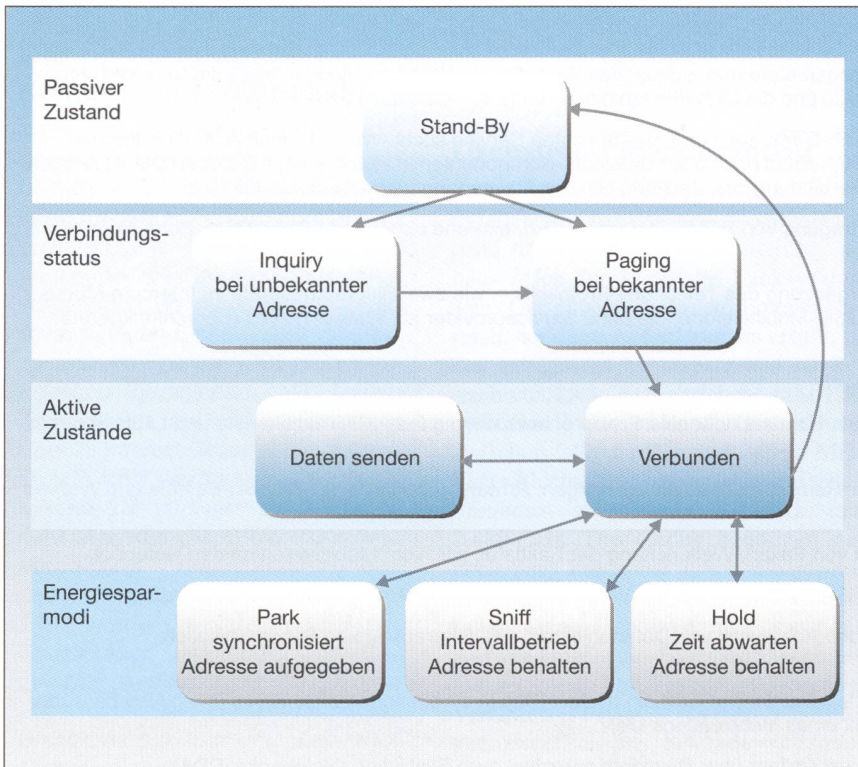 Passiver
Zustand
Stand-By
Verbindungs-
status
Inquiry
bei unbekannter
Adresse
Paging
bei bekannter
Adresse
Aktive
Zustände
Daten senden
Verbunden
Energiespar-
modi
Park
synchronisiert
Adresse aufgegeben
Sniff
Intervallbetrieb
Adresse behalten
Hold
Zeit abwarten
Adresse behalten